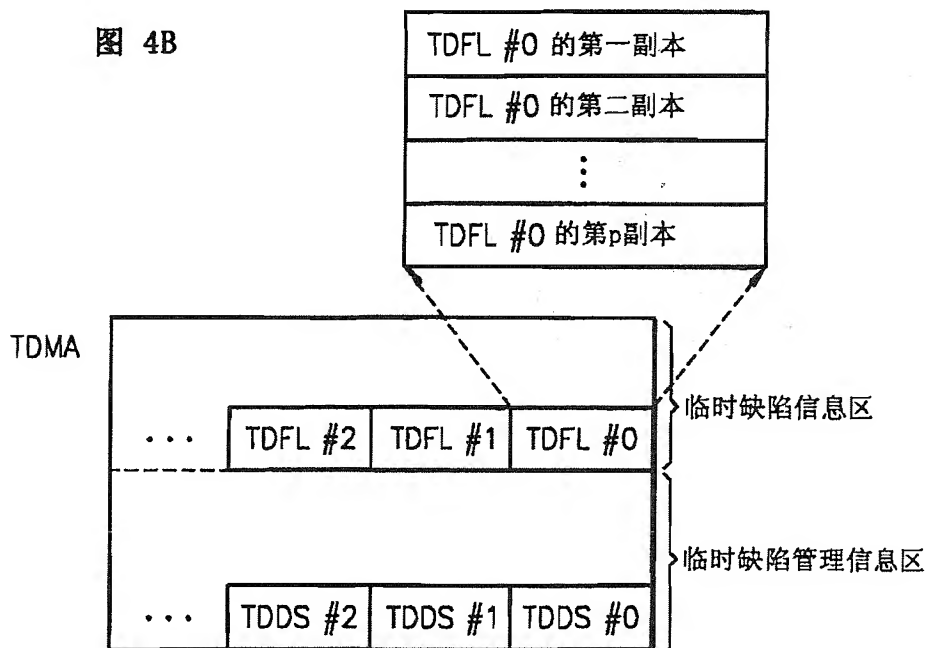 图 4B
TDFL #0 的第一副本
TDFL #0 的第二副本
⋮
TDFL #0 的第p副本
TDMA
临时缺陷信息区
... TDFL #2 TDFL #1 TDFL #0
临时缺陷管理信息区
... TDDS #2 TDDS #1 TDDS #0